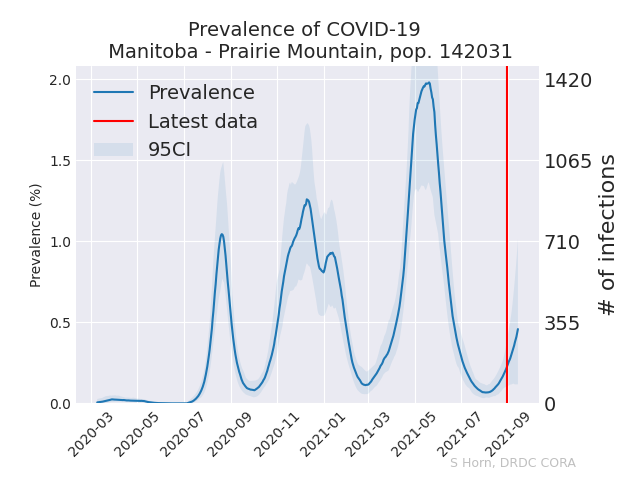 Prevalence of COVID-19
Manitoba - Prairie Mountain, pop. 142031
Prevalence
Latest data
95CI
Prevalence (%)
2.0
1.5
1.0
0.5
0.0
1420
1065
710
355
0
# of infections
2020-03
2020-05
2020-07
2020-09
2020-11
2021-01
2021-03
2021-05
2021-07
2021-09
S Horn, DRDC CORA